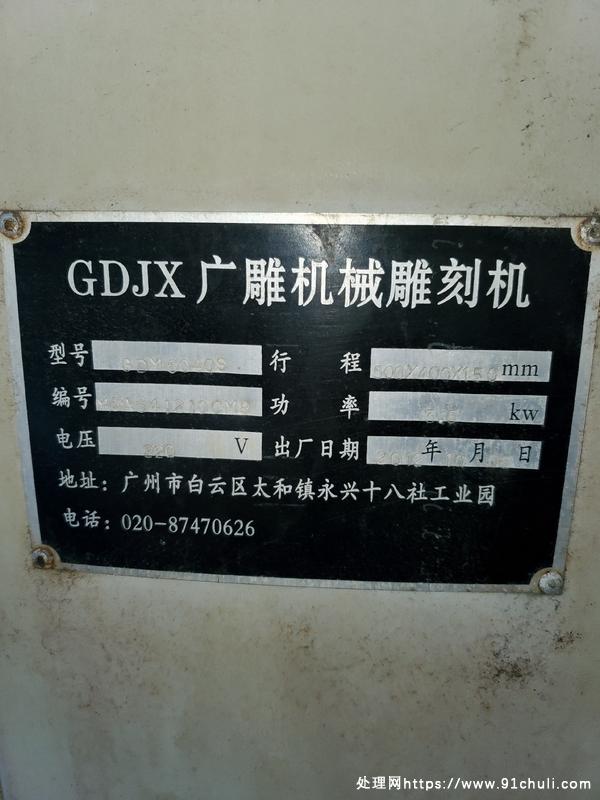 GDJX 广雕机械雕刻机
型号 GDM6040S 行程 600X400X150 mm
编号 功率 kw
电压 220 V 出厂日期 年 月 日
地址：广州市白云区太和镇永兴十八社工业园
电话：020-87470626
处理网https://www.91chuli.com